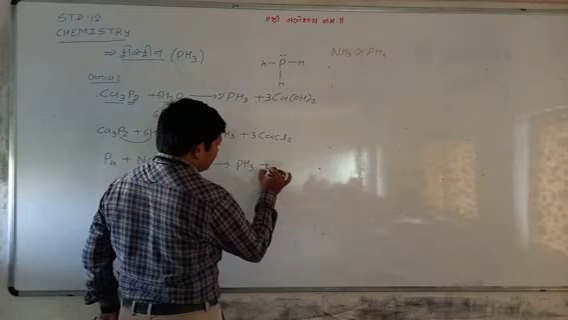 STD-12
॥ શ્રી ગણેશાય નમઃ ॥
CHEMISTRY
⇒ ફોસ્ફીન (PH3)
H-P-H
H
NH3 > PH3
બનાવટ
Ca3P2 + 6H2O → 2PH3 + 3Ca(OH)2
Ca3P2 + 6H + 3CaCl2
P4 + N → PH3 +